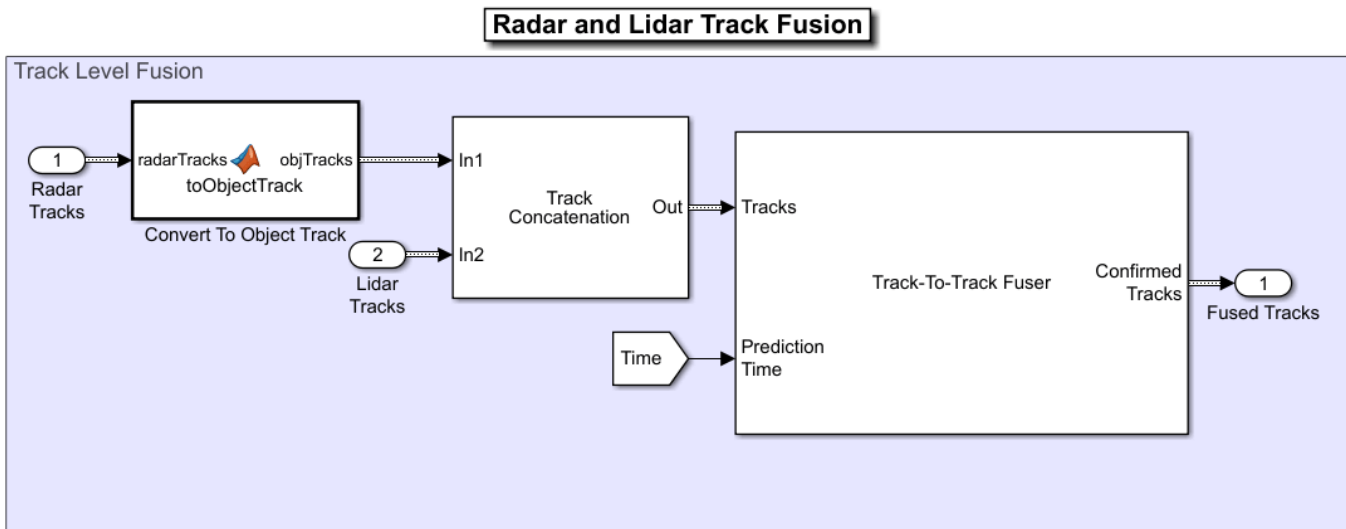 Radar and Lidar Track Fusion
Track Level Fusion
1
Radar
Tracks
radarTracks
objTracks
toObjectTrack
Convert To Object Track
2
Lidar
Tracks
In1
In2
Track
Concatenation
Out
Time
Tracks
Prediction
Time
Track-To-Track Fuser
Confirmed
Tracks
1
Fused Tracks